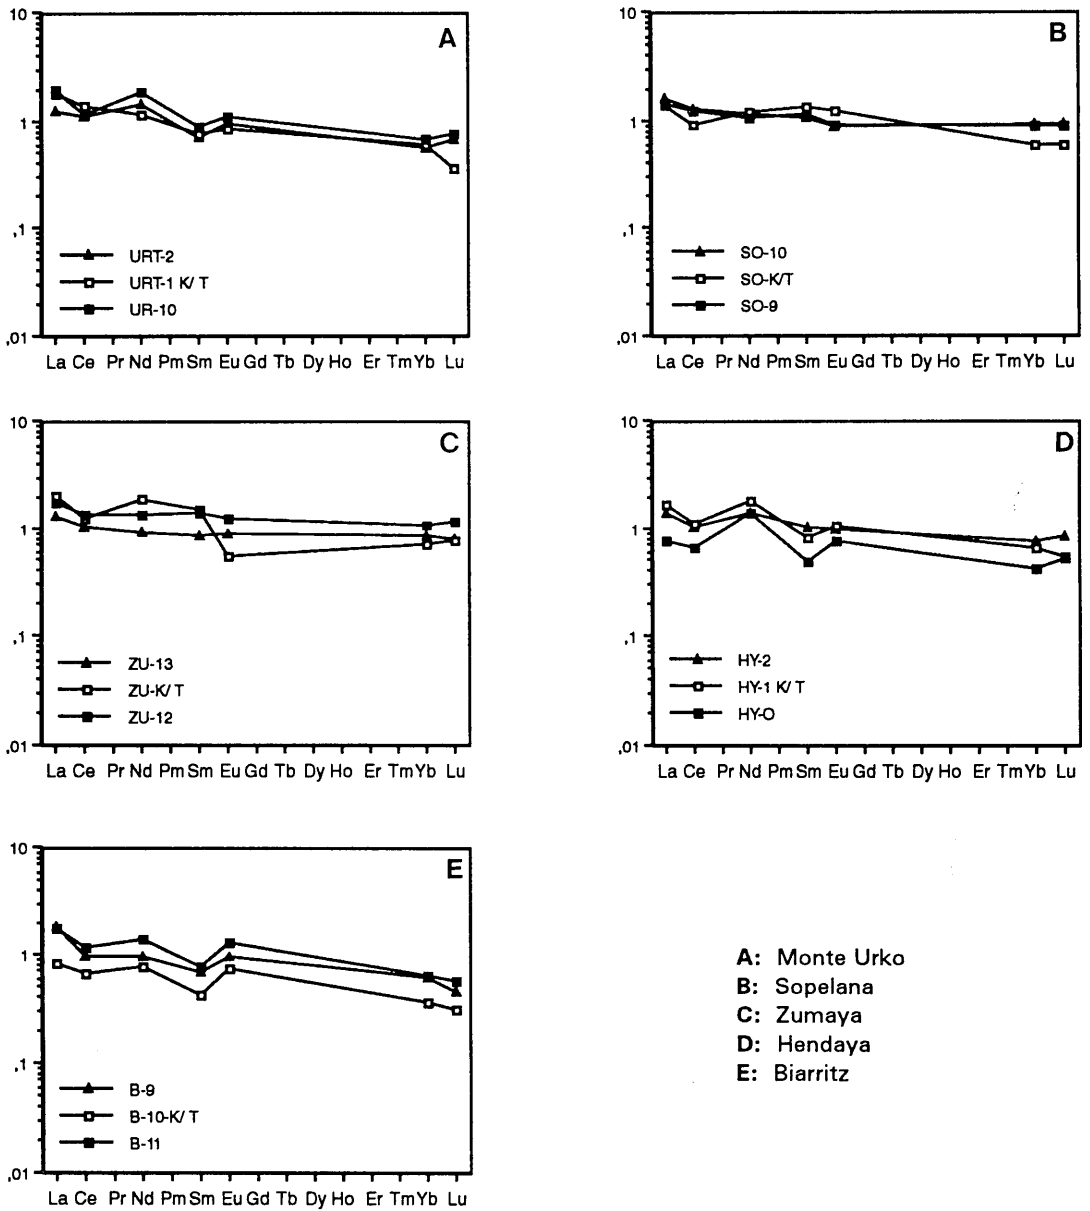 10
A
1
,1
URT-2
URT-1 K/ T
UR-10
,01
La Ce Pr Nd Pm Sm Eu Gd Tb Dy Ho Er Tm Yb Lu
10
B
1
,1
SO-10
SO-K/T
SO-9
,01
La Ce Pr Nd Pm Sm Eu Gd Tb Dy Ho Er Tm Yb Lu
10
C
1
,1
ZU-13
ZU-K/ T
ZU-12
,01
La Ce Pr Nd Pm Sm Eu Gd Tb Dy Ho Er Tm Yb Lu
10
D
1
,1
HY-2
HY-1 K/ T
HY-O
,01
La Ce Pr Nd Pm Sm Eu Gd Tb Dy Ho Er Tm Yb Lu
10
E
1
,1
B-9
B-10-K/ T
B-11
,01
La Ce Pr Nd Pm Sm Eu Gd Tb Dy Ho Er Tm Yb Lu
A: Monte Urko
B: Sopelana
C: Zumaya
D: Hendaya
E: Biarritz